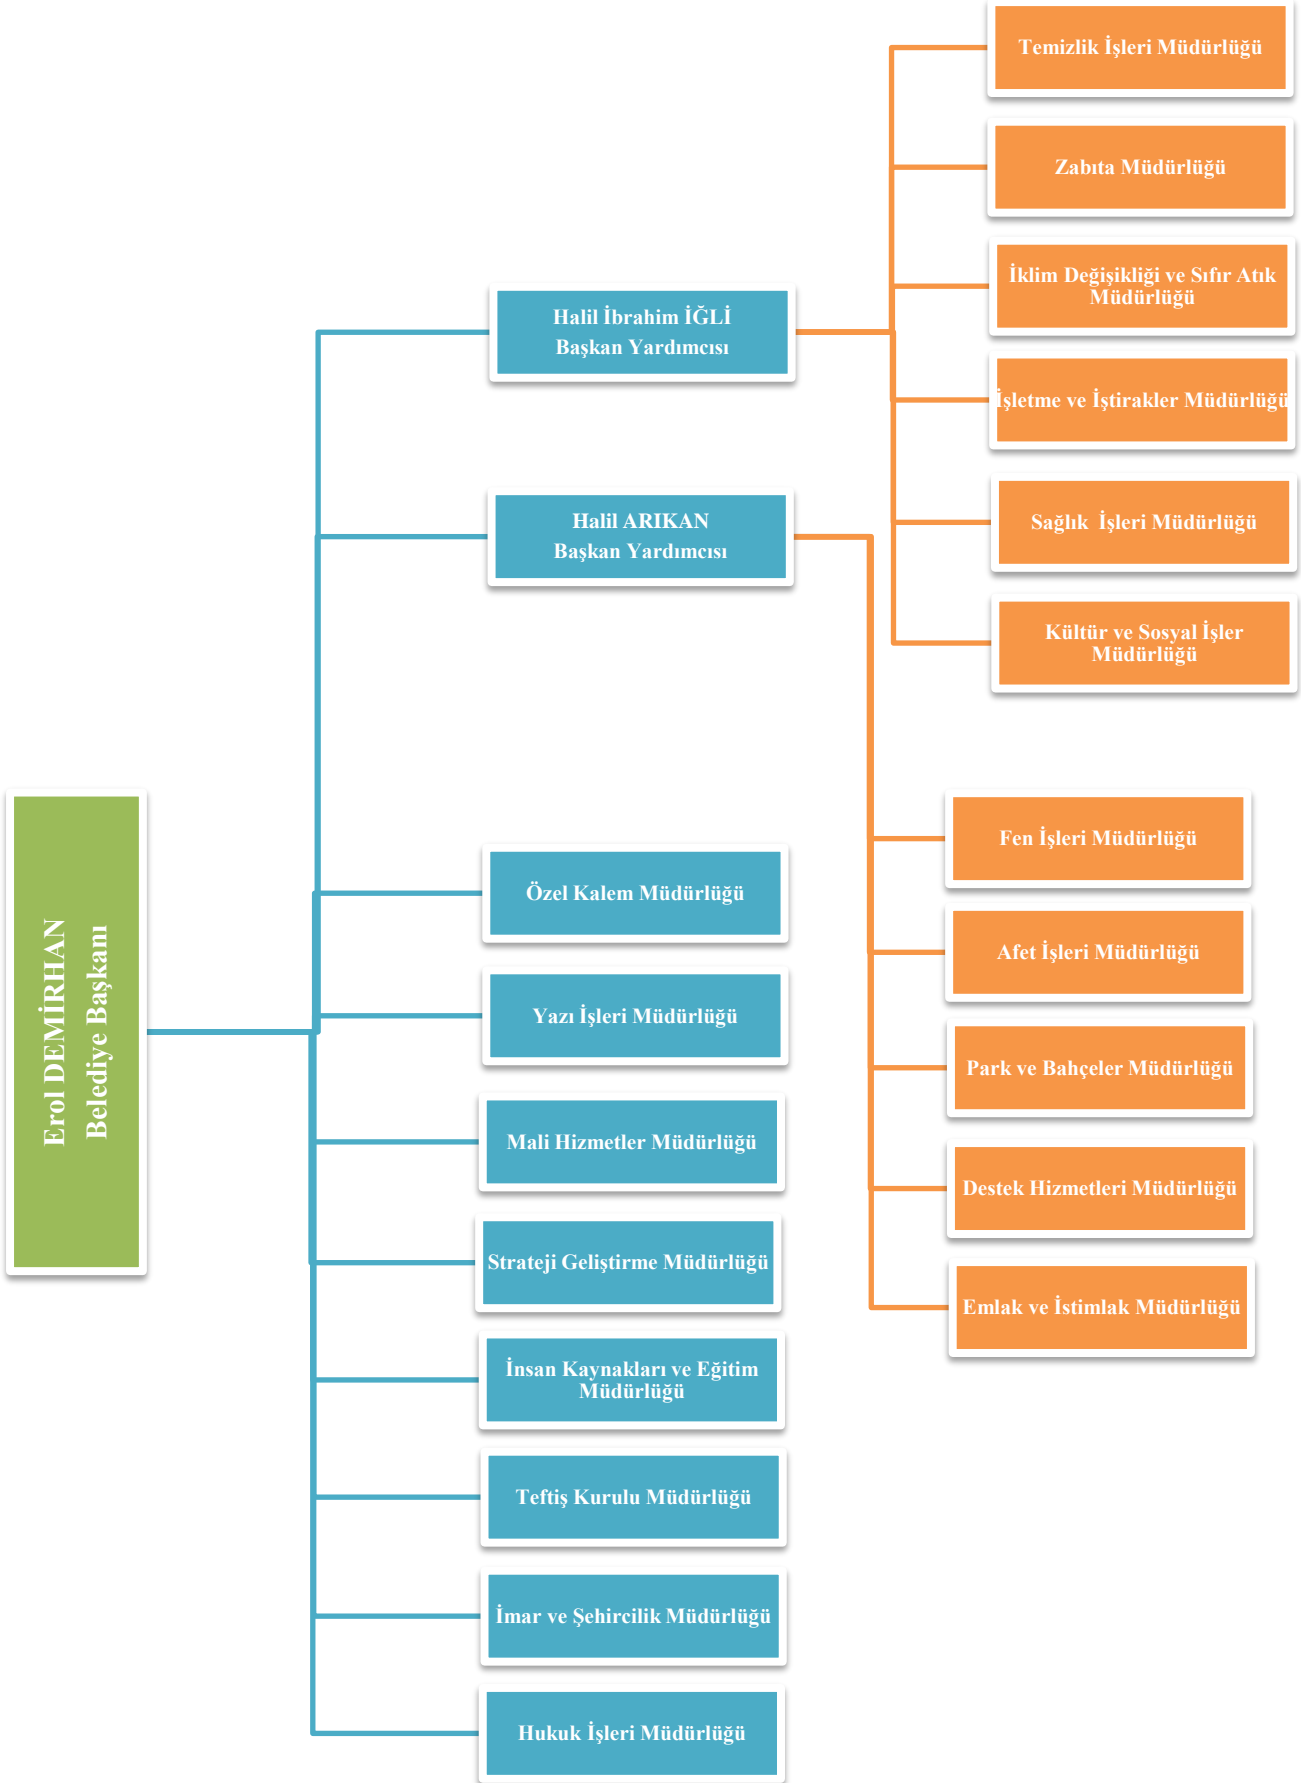 Temizlik İşleri Müdürlüğü
Zabıta Müdürlüğü
İklim Değişikliği ve Sıfır Atık
Müdürlüğü
Halil İbrahim İĞLİ
Başkan Yardımcısı
İşletme ve İştirakler Müdürlüğü
Sağlık İşleri Müdürlüğü
Halil ARIKAN
Başkan Yardımcısı
Kültür ve Sosyal İşler
Müdürlüğü
Erol DEMİRHAN
Belediye Başkanı
Fen İşleri Müdürlüğü
Özel Kalem Müdürlüğü
Afet İşleri Müdürlüğü
Yazı İşleri Müdürlüğü
Park ve Bahçeler Müdürlüğü
Mali Hizmetler Müdürlüğü
Destek Hizmetleri Müdürlüğü
Strateji Geliştirme Müdürlüğü
Emlak ve İstimlak Müdürlüğü
İnsan Kaynakları ve Eğitim
Müdürlüğü
Teftiş Kurulu Müdürlüğü
İmar ve Şehircilik Müdürlüğü
Hukuk İşleri Müdürlüğü